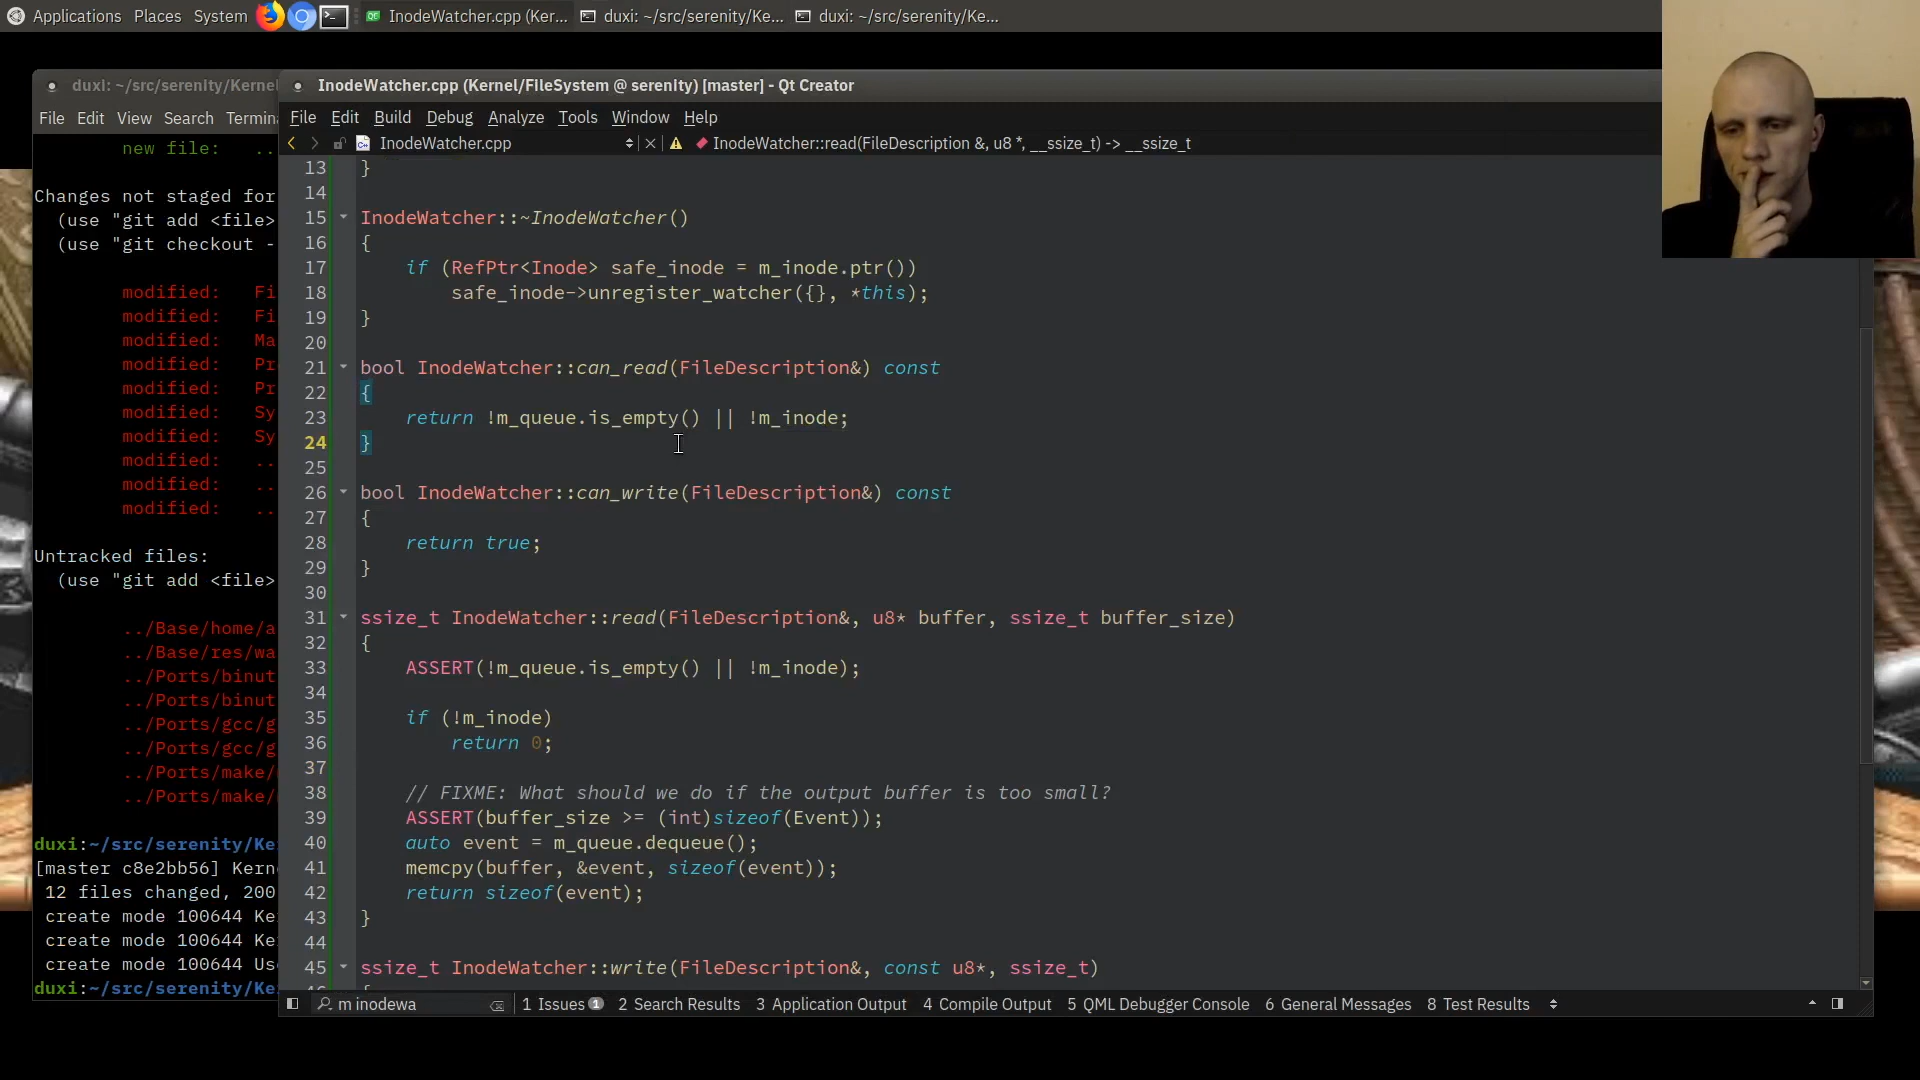 Applications Places System InodeWatcher.cpp (Ker... duxi: ~/src/serenity/Ke... duxi: ~/src/serenity/Ke...
duxi: ~/src/serenity/Kernel
File Edit View Search Termin
new file: ..
Changes not staged for
(use "git add <file>
(use "git checkout -
modified: Fi
modified: Fi
modified: Ma
modified: Pr
modified: Pr
modified: Sy
modified: Sy
modified: ..
modified: ..
modified: ..
Untracked files:
(use "git add <file>
../Base/home/a
../Base/res/wa
../Ports/binut
../Ports/binut
../Ports/gcc/g
../Ports/gcc/g
../Ports/make/
../Ports/make/
duxi:~/src/serenity/Ke
[master c8e2bb56] Kern
12 files changed, 200
create mode 100644 Ke
create mode 100644 Ke
create mode 100644 Us
duxi:~/src/serenity/Ke
InodeWatcher.cpp (Kernel/FileSystem @ serenity) [master] - Qt Creator
File Edit Build Debug Analyze Tools Window Help
InodeWatcher.cpp InodeWatcher::read(FileDescription &, u8 *, __ssize_t) -> __ssize_t
13 }
14
15 InodeWatcher::~InodeWatcher()
16 {
17 if (RefPtr<Inode> safe_inode = m_inode.ptr())
18 safe_inode->unregister_watcher({}, *this);
19 }
20
21 bool InodeWatcher::can_read(FileDescription&) const
22 {
23 return !m_queue.is_empty() || !m_inode;
24 }
25
26 bool InodeWatcher::can_write(FileDescription&) const
27 {
28 return true;
29 }
30
31 ssize_t InodeWatcher::read(FileDescription&, u8* buffer, ssize_t buffer_size)
32 {
33 ASSERT(!m_queue.is_empty() || !m_inode);
34
35 if (!m_inode)
36 return 0;
37
38 // FIXME: What should we do if the output buffer is too small?
39 ASSERT(buffer_size >= (int)sizeof(Event));
40 auto event = m_queue.dequeue();
41 memcpy(buffer, &event, sizeof(event));
42 return sizeof(event);
43 }
44
45 ssize_t InodeWatcher::write(FileDescription&, const u8*, ssize_t)
m inodewa 1 Issues 1 2 Search Results 3 Application Output 4 Compile Output 5 QML Debugger Console 6 General Messages 8 Test Results